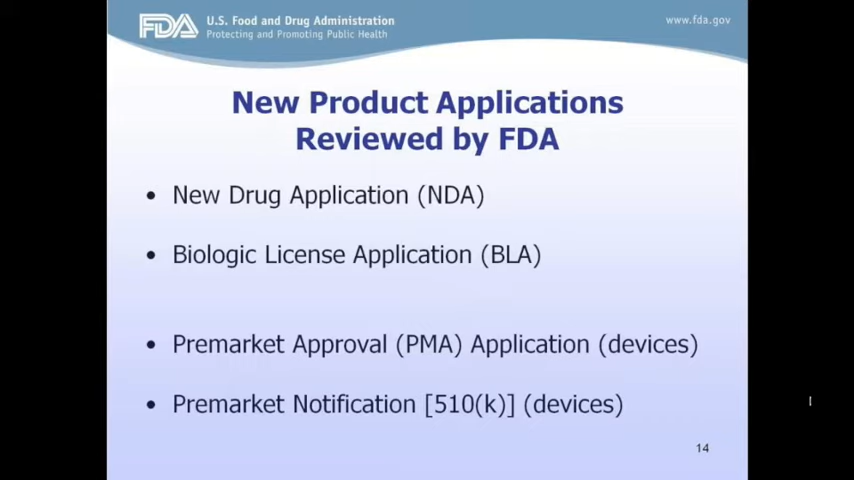 FDA U.S. Food and Drug Administration
Protecting and Promoting Public Health
www.fda.gov
New Product Applications
Reviewed by FDA
• New Drug Application (NDA)
• Biologic License Application (BLA)
• Premarket Approval (PMA) Application (devices)
• Premarket Notification [510(k)] (devices)
14